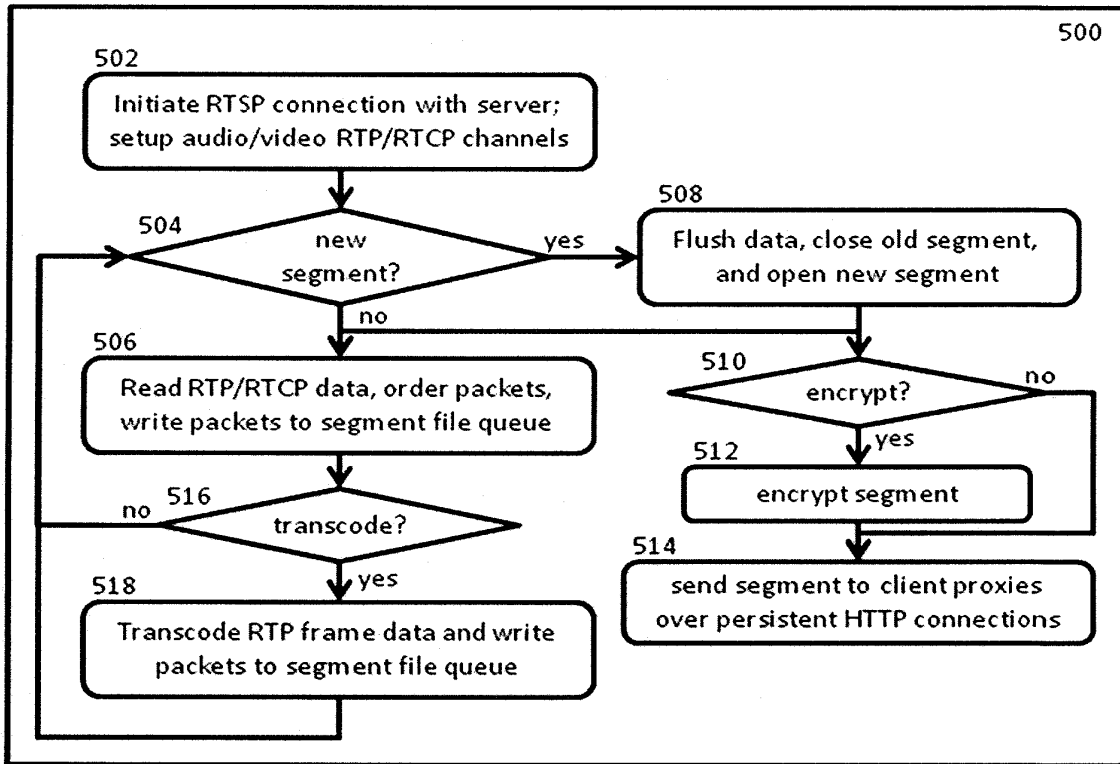 500
502
Initiate RTSP connection with server;
setup audio/video RTP/RTCP channels
504
new
segment?
yes
508
Flush data, close old segment,
and open new segment
no
506
Read RTP/RTCP data, order packets,
write packets to segment file queue
510
encrypt?
no
yes
512
encrypt segment
516
transcode?
no
yes
514
send segment to client proxies
over persistent HTTP connections
518
Transcode RTP frame data and write
packets to segment file queue